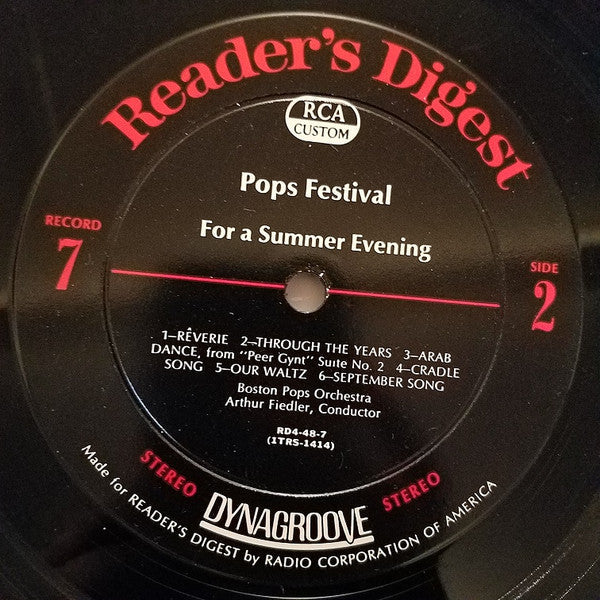 Reader's Digest
RCA
CUSTOM
Pops Festival
For a Summer Evening
RECORD
7
SIDE
2
1—RÊVERIE 2—THROUGH THE YEARS 3—ARAB
DANCE, from "Peer Gynt" Suite No. 2 4—CRADLE
SONG 5—OUR WALTZ 6—SEPTEMBER SONG
Boston Pops Orchestra
Arthur Fiedler, Conductor
RD4-48-7
(1TRS-1414)
STEREO
DYNAGROOVE
STEREO
Made for READER'S DIGEST by RADIO CORPORATION OF AMERICA